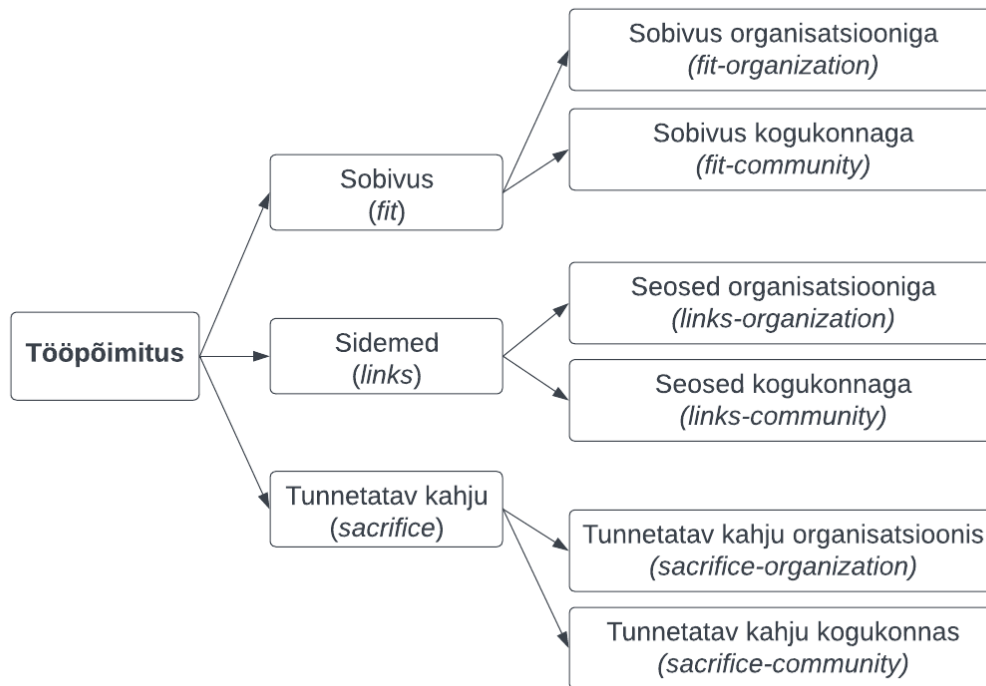 Tööpõimitus
Sobivus
(fit)
Sobivus organisatsiooniga
(fit-organization)
Sobivus kogukonnaga
(fit-community)
Sidemed
(links)
Seosed organisatsiooniga
(links-organization)
Seosed kogukonnaga
(links-community)
Tunnetatav kahju
(sacrifice)
Tunnetatav kahju organisatsioonis
(sacrifice-organization)
Tunnetatav kahju kogukonnas
(sacrifice-community)